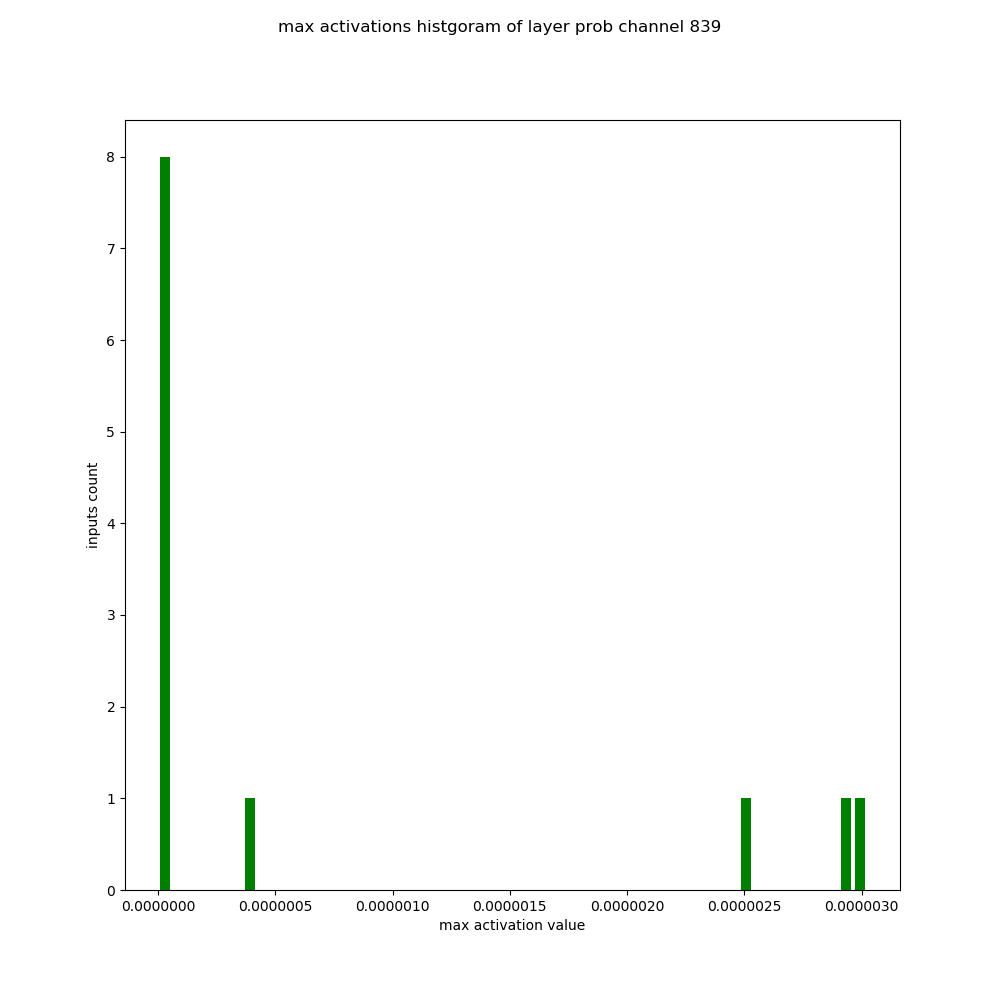 max activations histgoram of layer prob channel 839
8
7
6
5
4
3
2
1
0
inputs count
0.0000000 0.0000005 0.0000010 0.0000015 0.0000020 0.0000025 0.0000030
max activation value